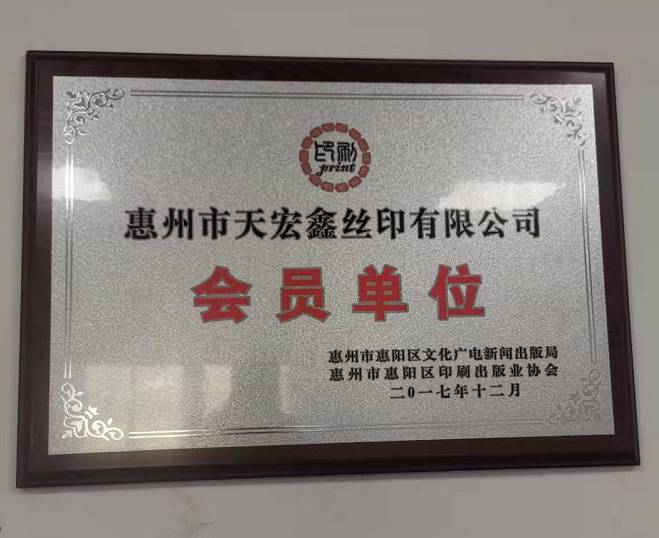 印刷
print
惠州市天宏鑫丝印有限公司
会员单位
惠州市惠阳区文化广电新闻出版局
惠州市惠阳区印刷出版业协会
二0一七年十二月